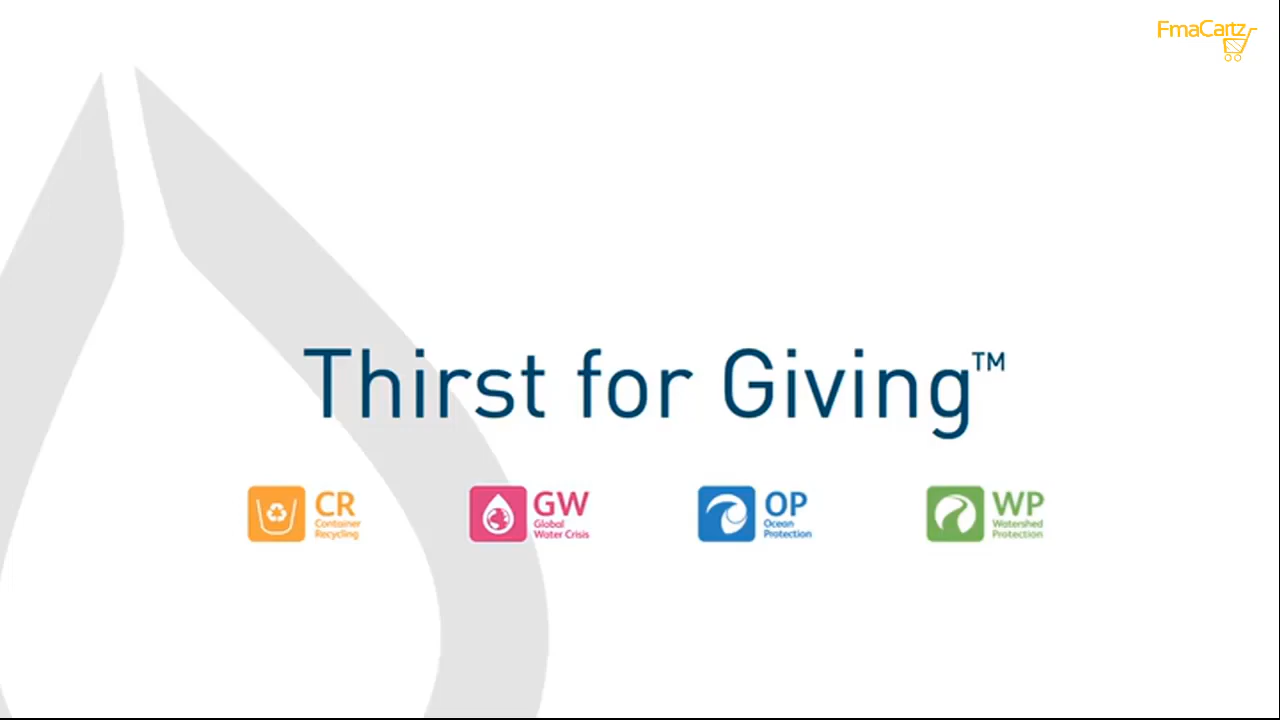 FmaCartz
Thirst for Giving™
CR
Container
Recycling
GW
Global
Water Crisis
OP
Ocean
Protection
WP
Watershed
Protection